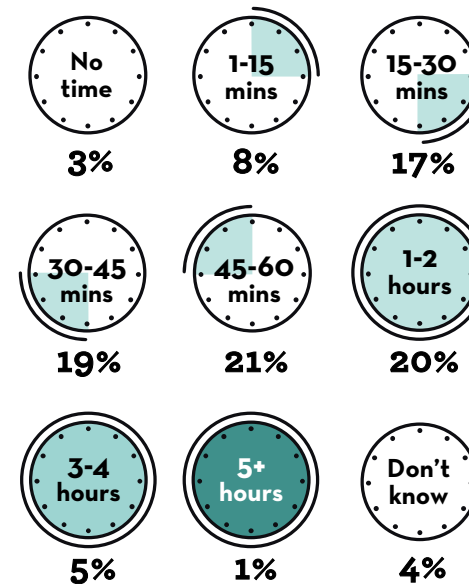 No
time
3%
1-15
mins
8%
15-30
mins
17%
30-45
mins
19%
45-60
mins
21%
1-2
hours
20%
3-4
hours
5%
5+
hours
1%
Don't
know
4%